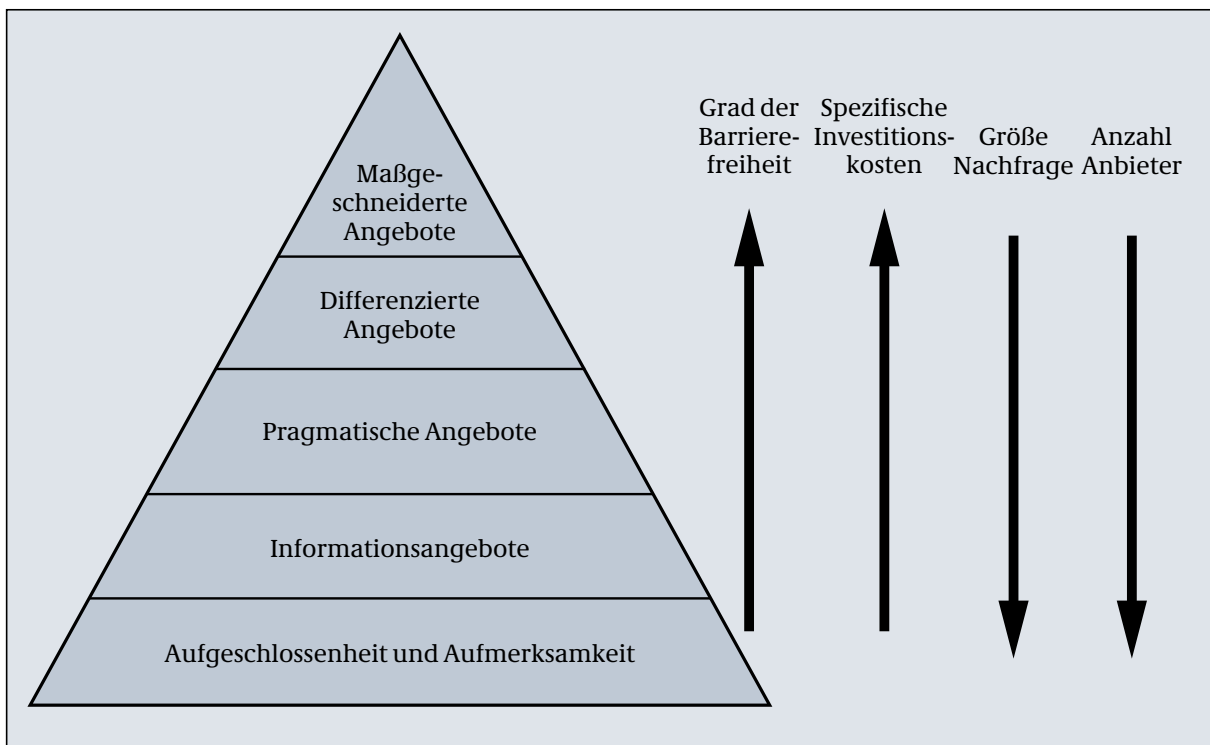 Maßge-
schneiderte
Angebote
Differenzierte
Angebote
Pragmatische Angebote
Informationsangebote
Aufgeschlossenheit und Aufmerksamkeit
Grad der
Barriere-
freiheit
Spezifische
Investitions-
kosten
Größe
Nachfrage
Anzahl
Anbieter